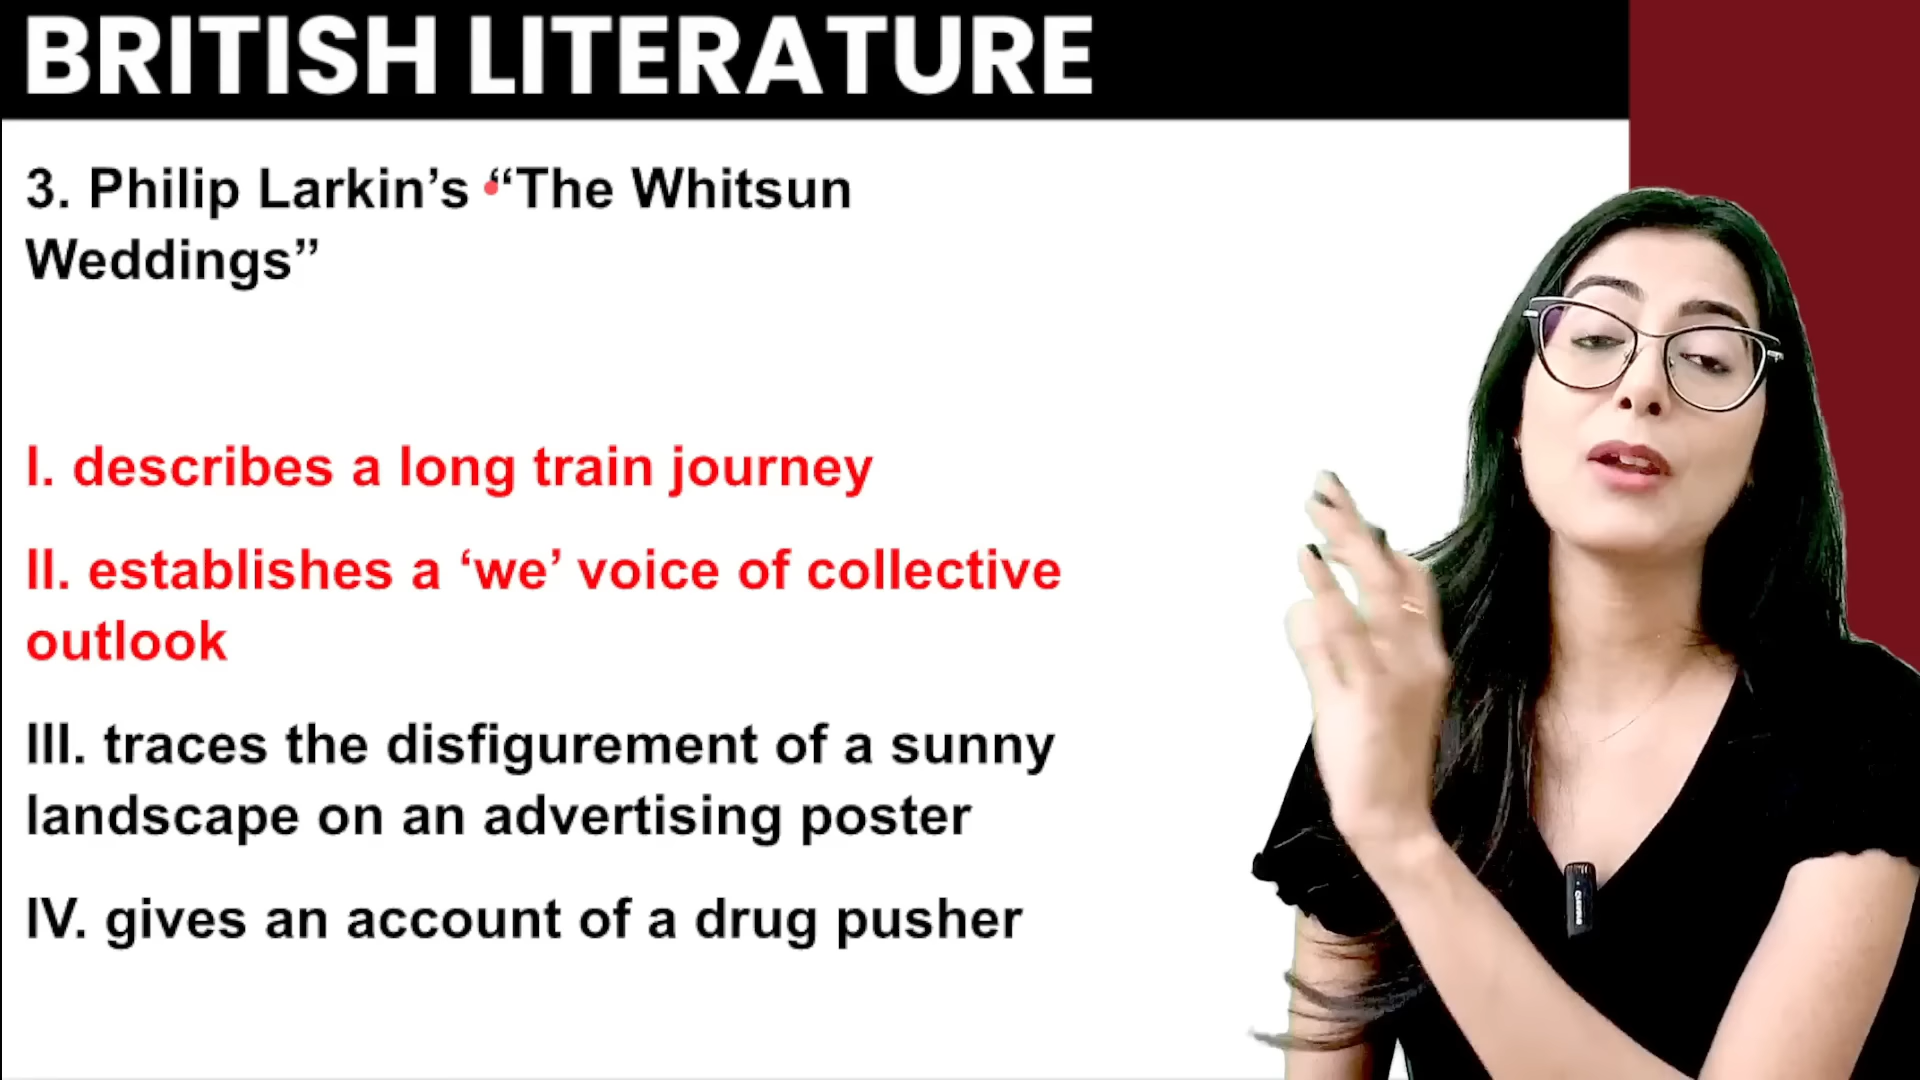 BRITISH LITERATURE
3. Philip Larkin’s “The Whitsun
Weddings”
I. describes a long train journey
II. establishes a ‘we’ voice of collective
outlook
III. traces the disfigurement of a sunny
landscape on an advertising poster
IV. gives an account of a drug pusher